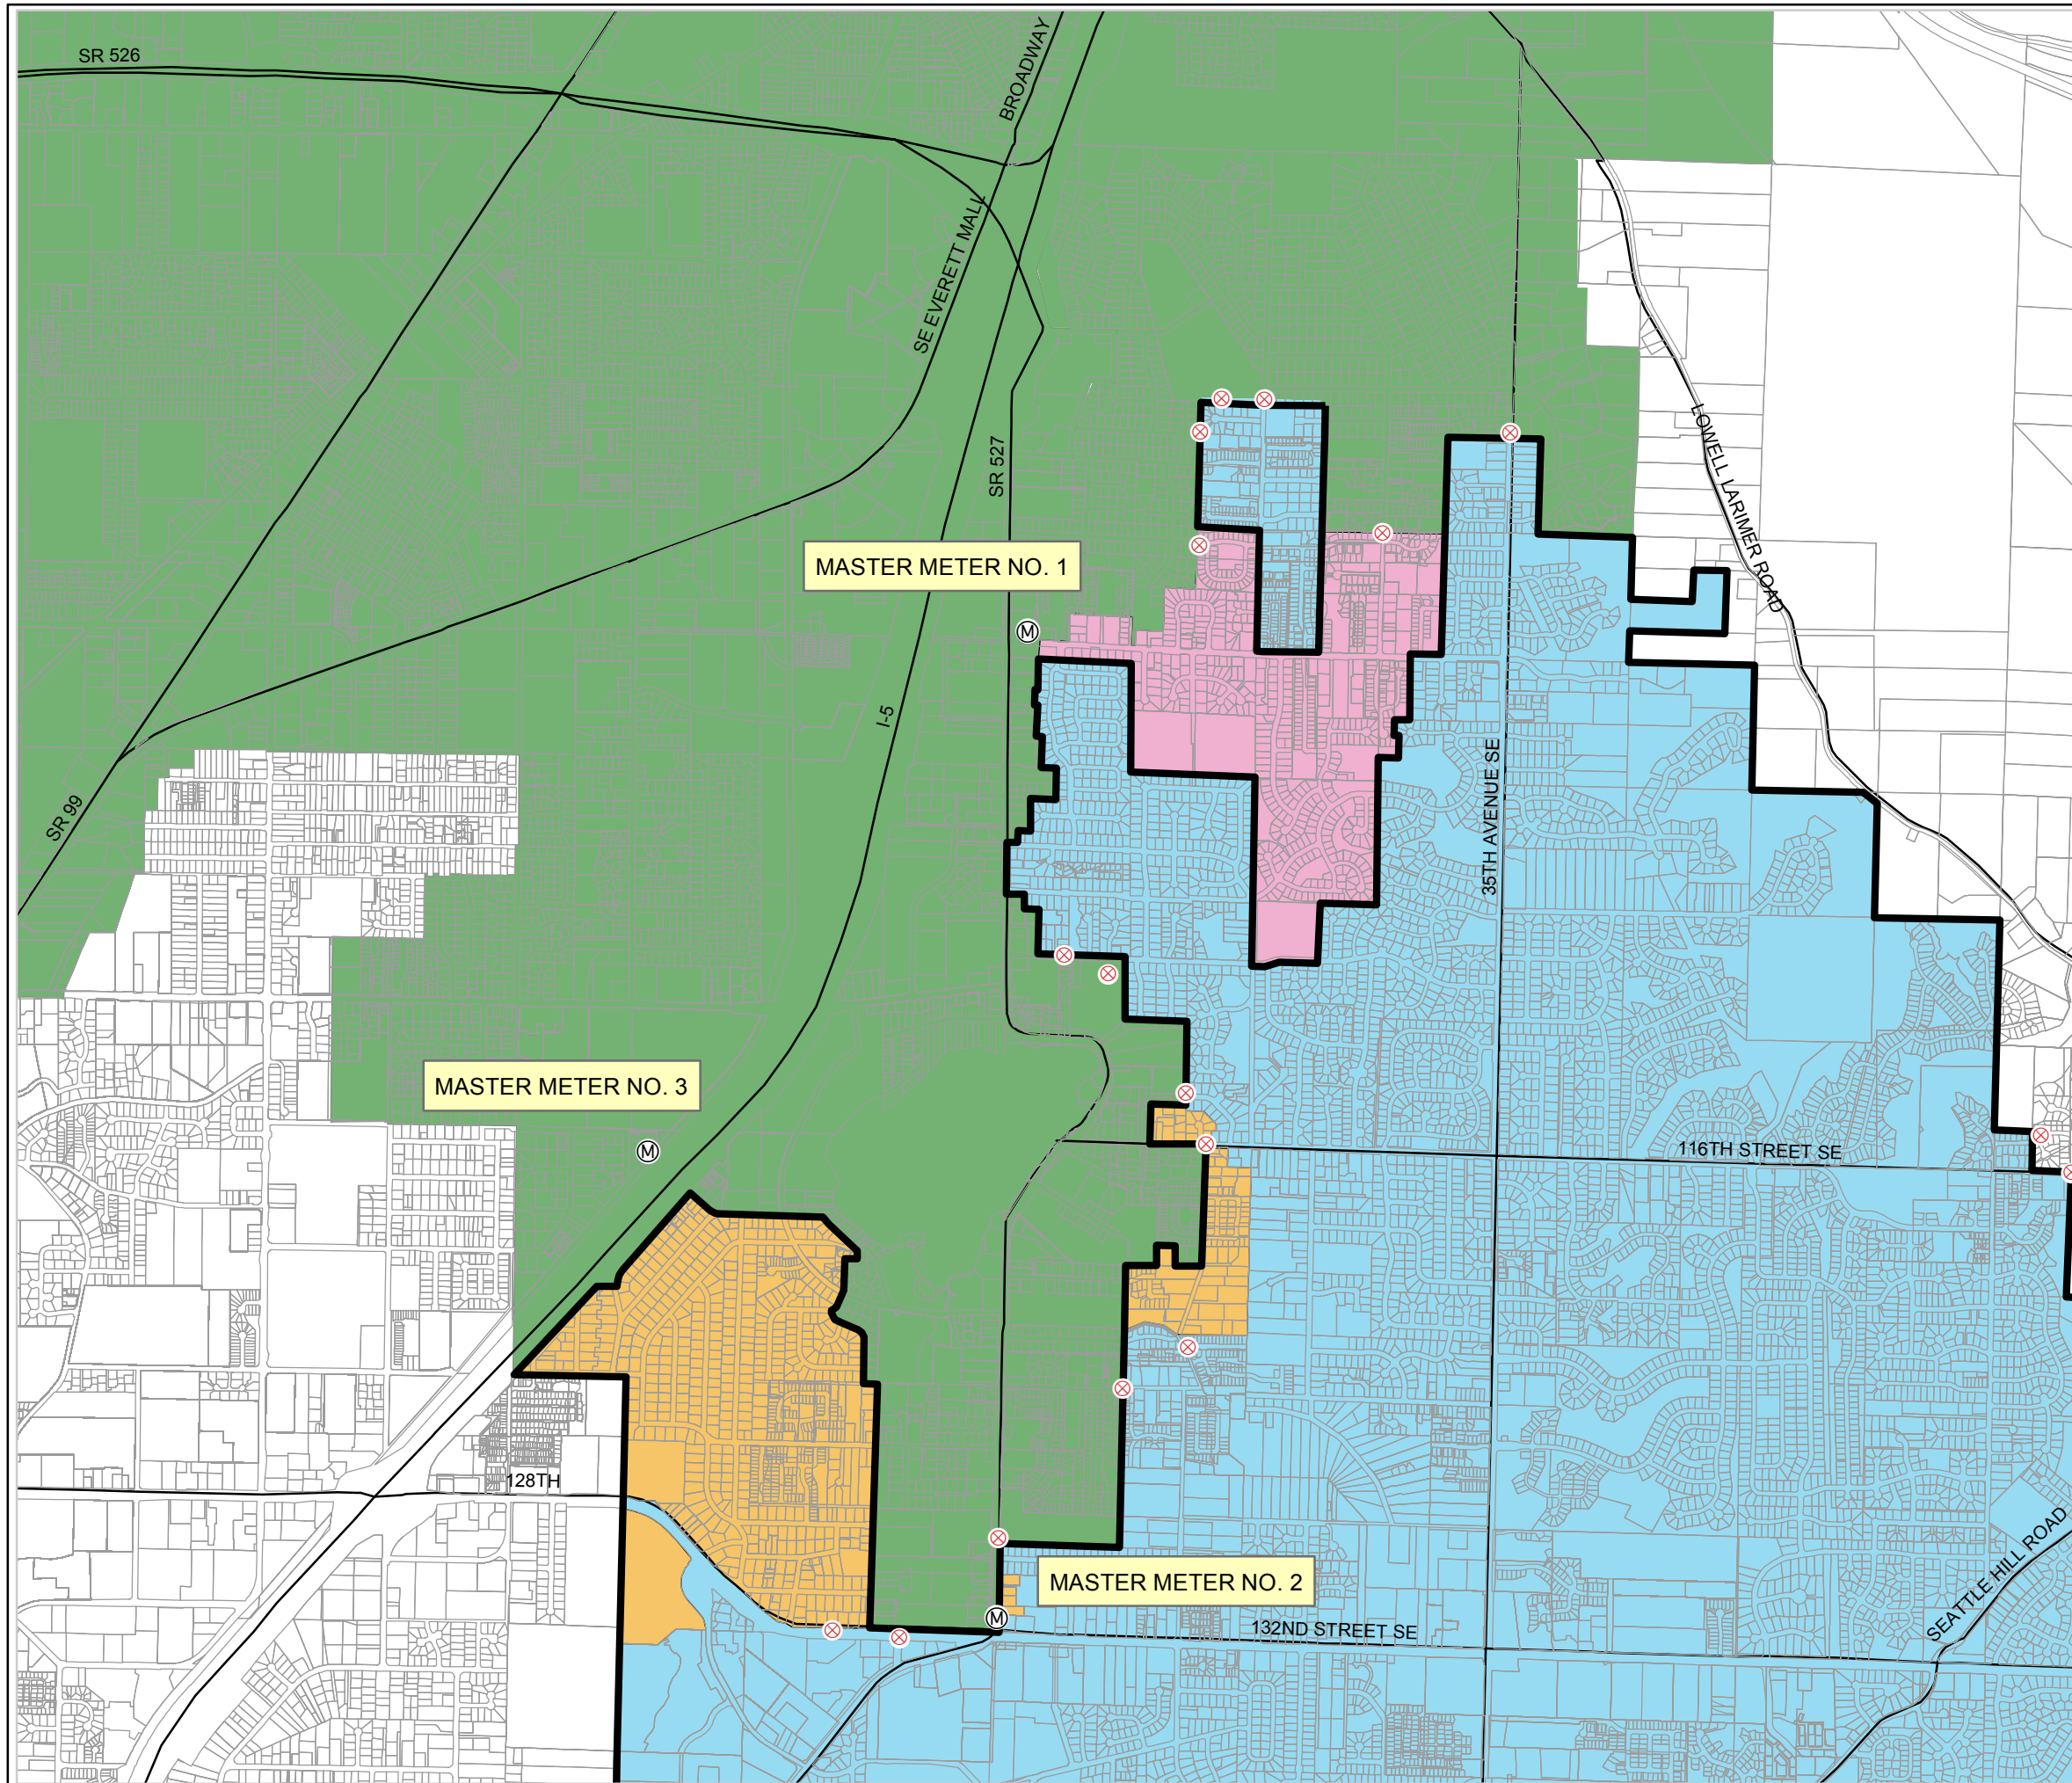 SR 526
BROADWAY
SE EVERETT MALL
SR 527
LOWELL LARIMER ROAD
MASTER METER NO. 1
M
I-5
35TH AVENUE SE
SR 99
MASTER METER NO. 3
M
116TH STREET SE
128TH
MASTER METER NO. 2
M
132ND STREET SE
SEATTLE HILL ROAD